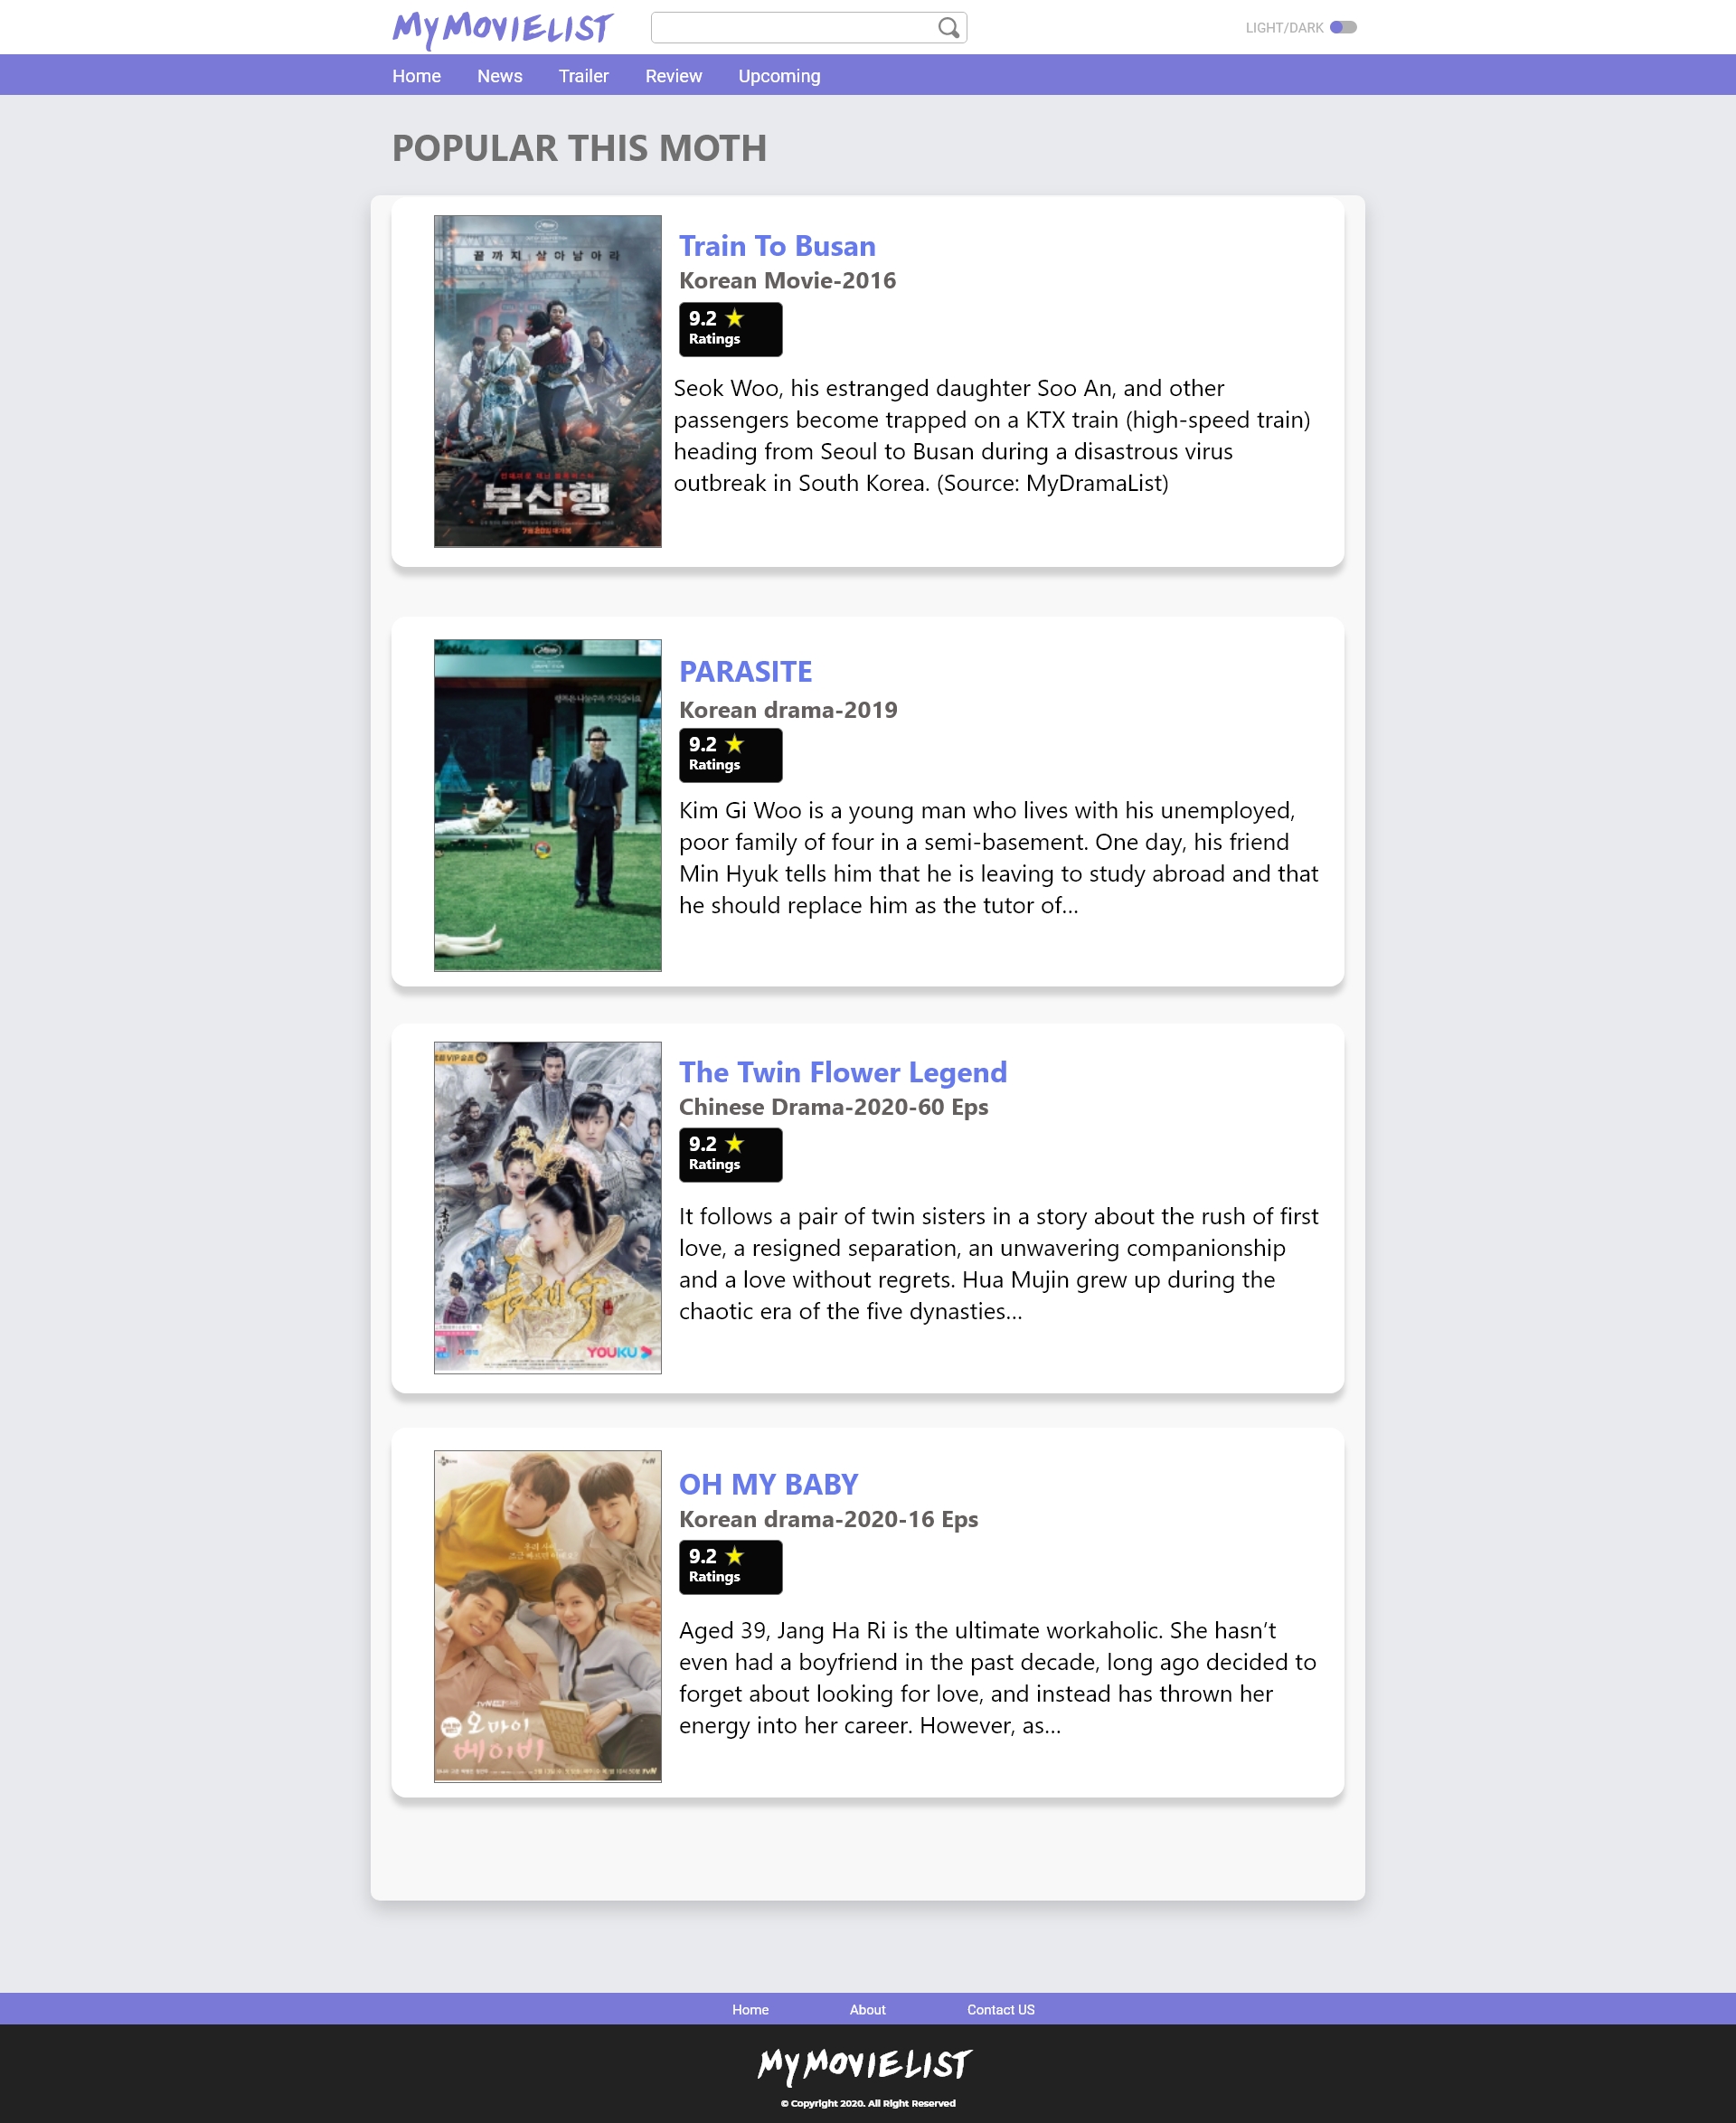 MYMOVIELIST
LIGHT/DARK
Home News Trailer Review Upcoming
POPULAR THIS MOTH
끝까지 살아남아라
부산행
Train To Busan
Korean Movie-2016
9.2
Ratings
Seok Woo, his estranged daughter Soo An, and other
passengers become trapped on a KTX train (high-speed train)
heading from Seoul to Busan during a disastrous virus
outbreak in South Korea. (Source: MyDramaList)
PARASITE
Korean drama-2019
9.2
Ratings
Kim Gi Woo is a young man who lives with his unemployed,
poor family of four in a semi-basement. One day, his friend
Min Hyuk tells him that he is leaving to study abroad and that
he should replace him as the tutor of...
VIP
長相守
YOUKU
The Twin Flower Legend
Chinese Drama-2020-60 Eps
9.2
Ratings
It follows a pair of twin sisters in a story about the rush of first
love, a resigned separation, an unwavering companionship
and a love without regrets. Hua Mujin grew up during the
chaotic era of the five dynasties...
tvN
오 마이
베이비
tvN
OH MY BABY
Korean drama-2020-16 Eps
9.2
Ratings
Aged 39, Jang Ha Ri is the ultimate workaholic. She hasn’t
even had a boyfriend in the past decade, long ago decided to
forget about looking for love, and instead has thrown her
energy into her career. However, as...
Home About Contact US
MYMOVIELIST
© Copyright 2020. All Right Reserved